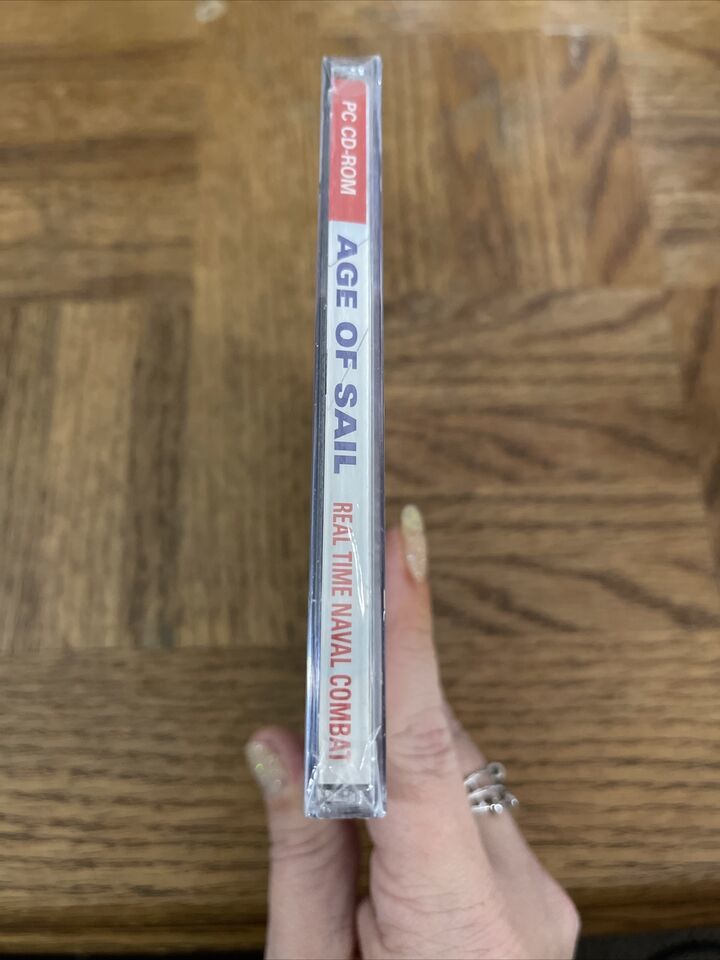 PC CD-ROM
AGE OF SAIL
REAL TIME NAVAL COMBAT